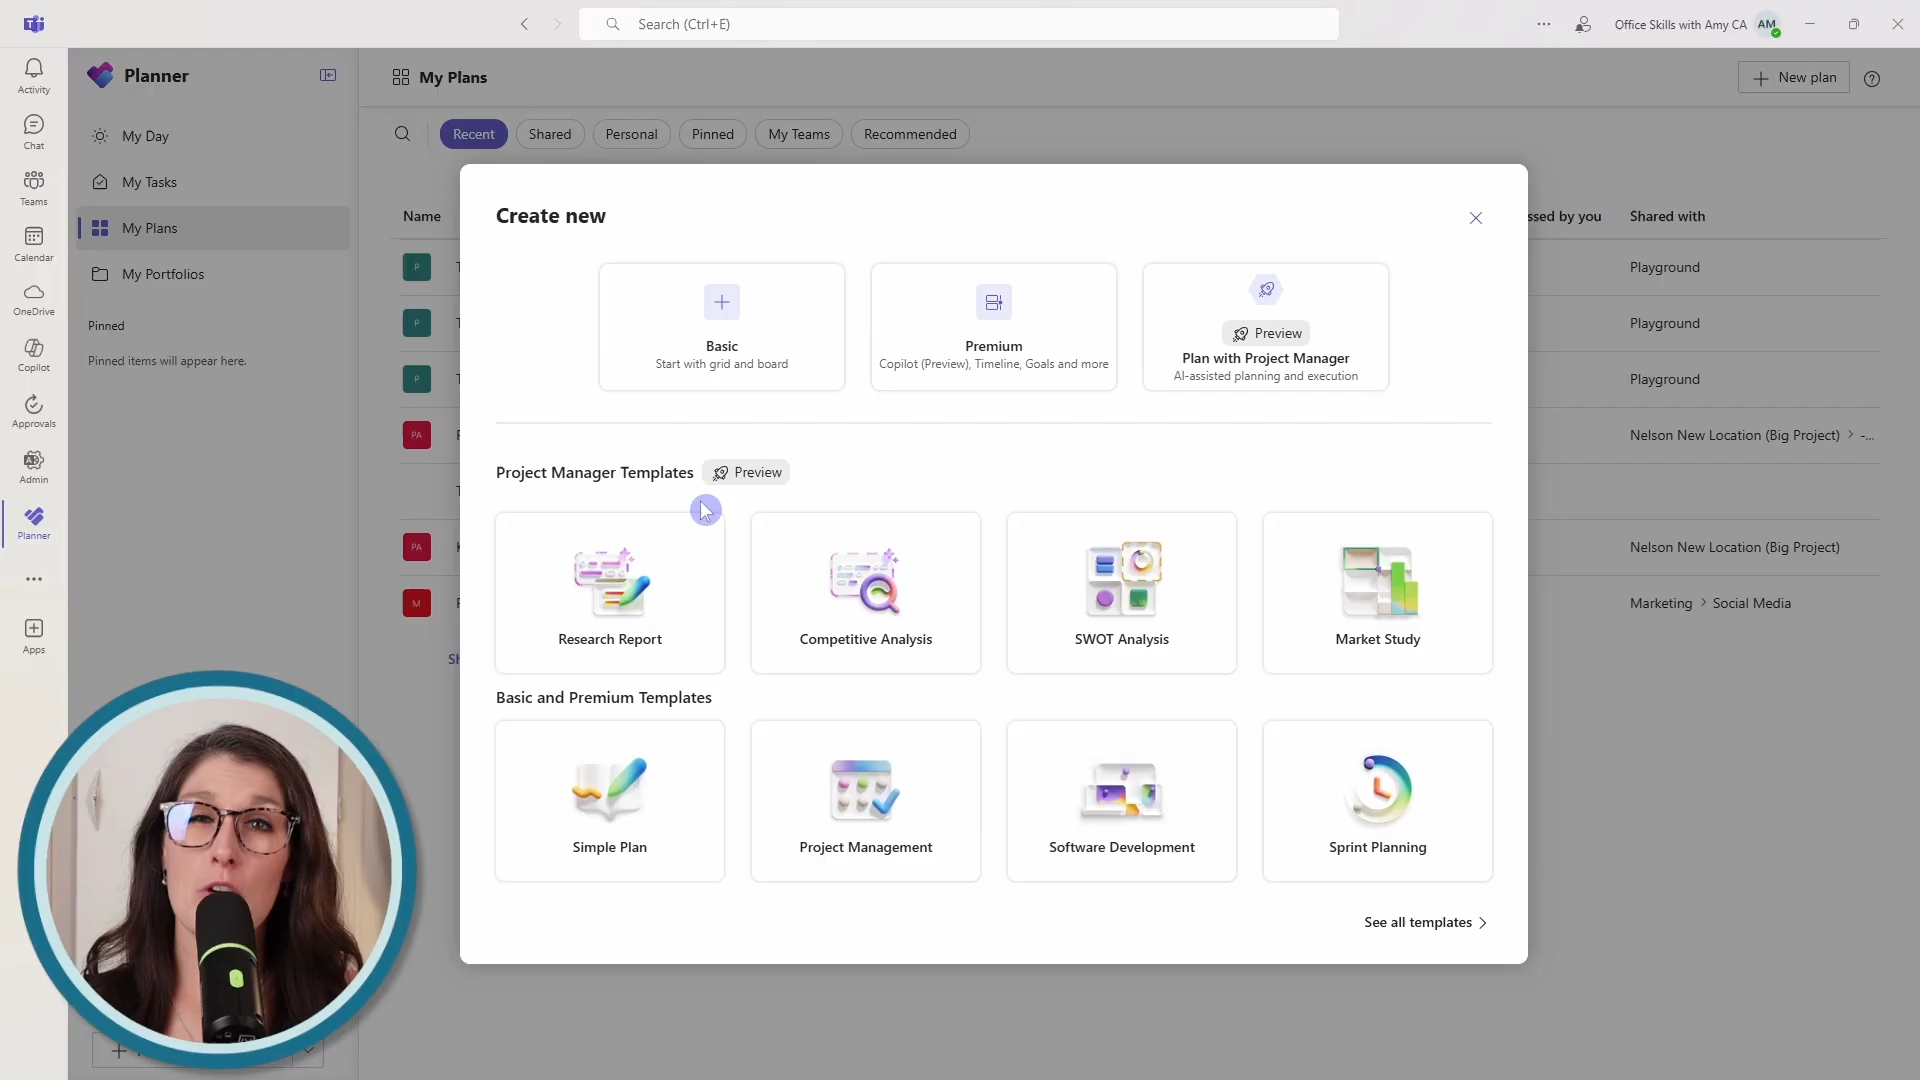 Search (Ctrl+E)
Office Skills with Amy CA
AM
Activity
Chat
Teams
Calendar
OneDrive
Copilot
Approvals
Admin
Planner
Apps
Planner
My Day
My Tasks
My Plans
My Portfolios
Pinned
Pinned items will appear here.
My Plans
New plan
Recent
Shared
Personal
Pinned
My Teams
Recommended
Name
ssed by you
Shared with
P
Playground
P
Playground
P
Playground
PA
Nelson New Location (Big Project) > -...
PA
Nelson New Location (Big Project)
M
Marketing > Social Media
Create new
Basic
Start with grid and board
Premium
Copilot (Preview), Timeline, Goals and more
Preview
Plan with Project Manager
AI-assisted planning and execution
Project Manager Templates
Preview
Research Report
Competitive Analysis
SWOT Analysis
Market Study
Basic and Premium Templates
Simple Plan
Project Management
Software Development
Sprint Planning
See all templates >